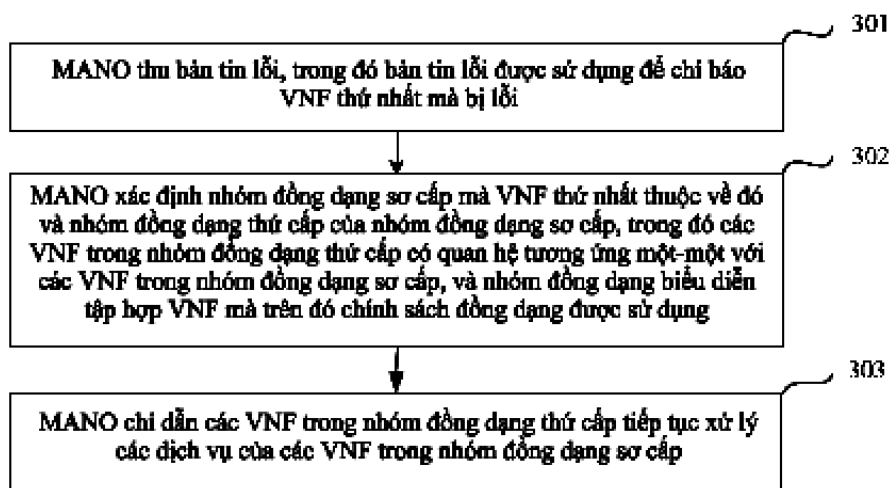 301
MANO thu bản tin lỗi, trong đó bản tin lỗi được sử dụng để chỉ báo
VNF thứ nhất mà bị lỗi
302
MANO xác định nhóm đồng dạng sơ cấp mà VNF thứ nhất thuộc về đó
và nhóm đồng dạng thứ cấp của nhóm đồng dạng sơ cấp, trong đó các
VNF trong nhóm đồng dạng thứ cấp có quan hệ tương ứng một-một với
các VNF trong nhóm đồng dạng sơ cấp, và nhóm đồng dạng biểu diễn
tập hợp VNF mà trên đó chính sách đồng dạng được sử dụng
303
MANO chỉ dẫn các VNF trong nhóm đồng dạng thứ cấp tiếp tục xử lý
các dịch vụ của các VNF trong nhóm đồng dạng sơ cấp